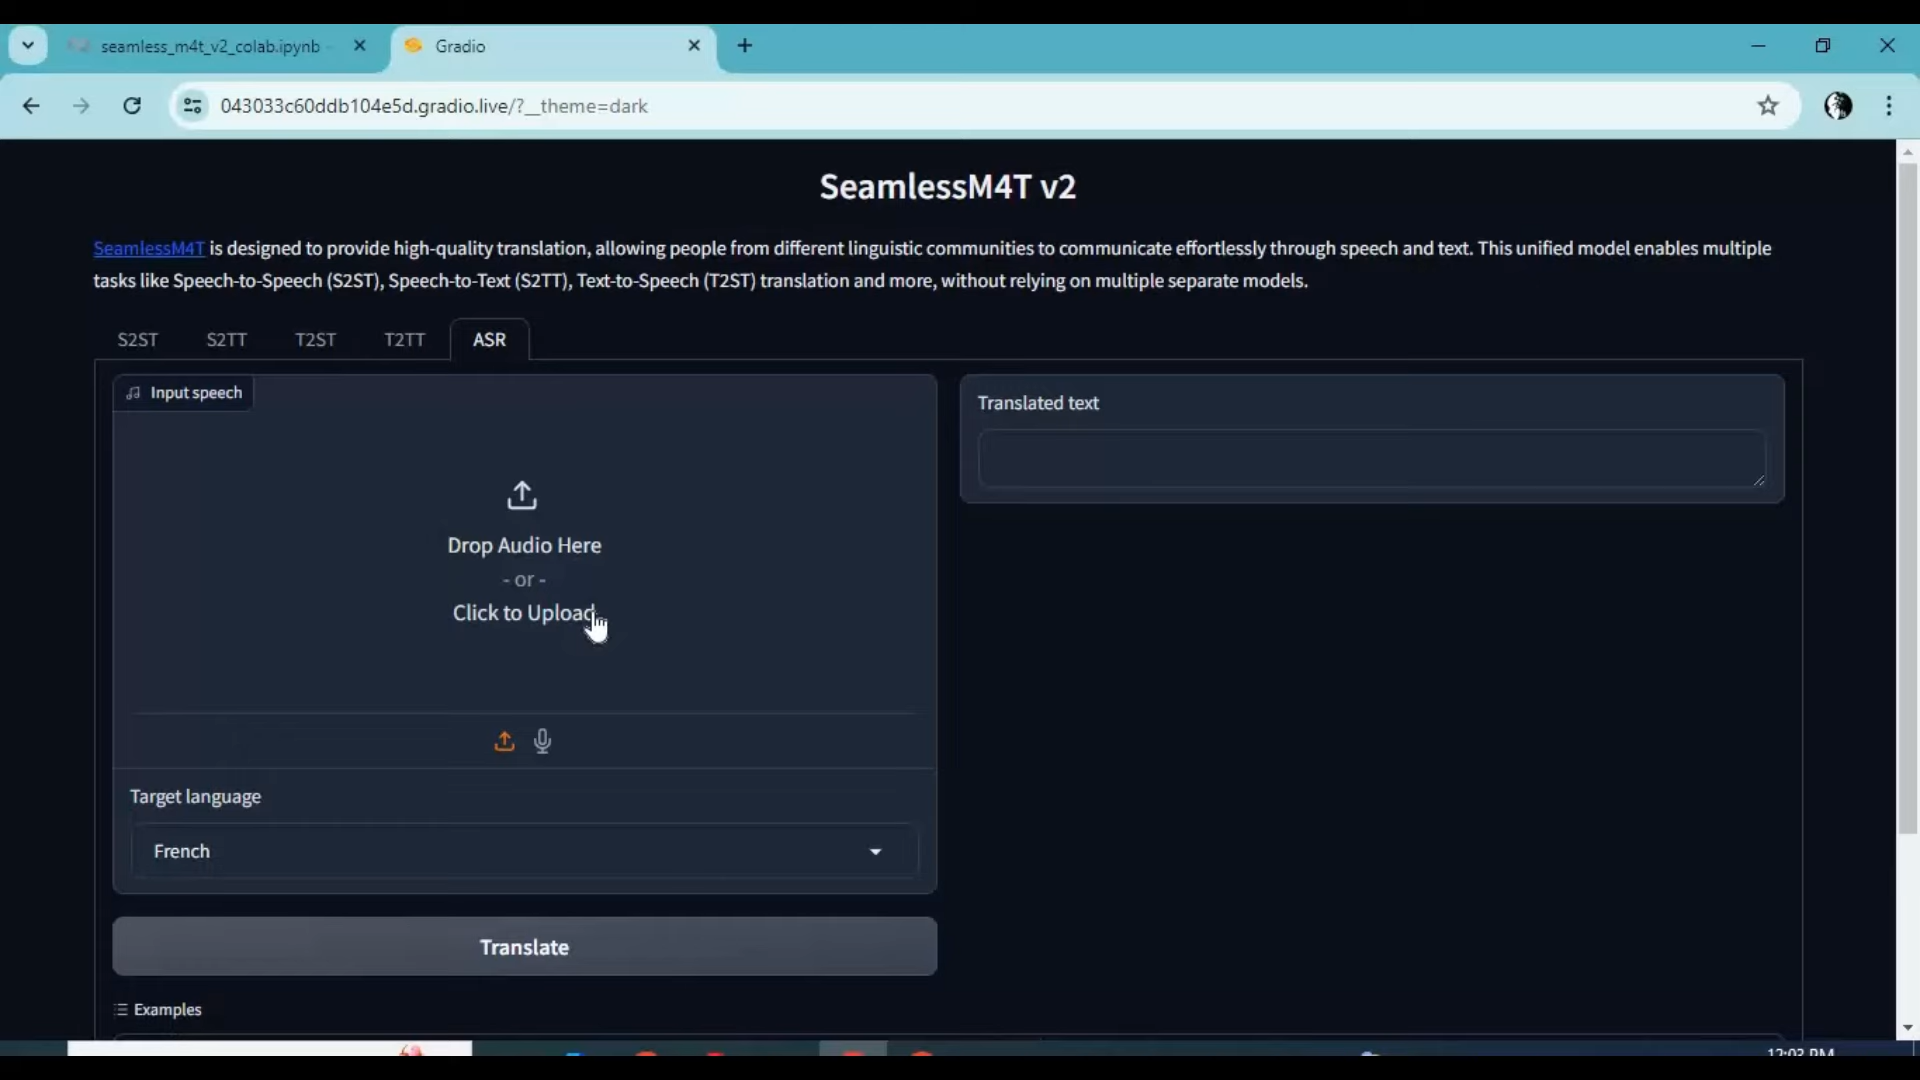 seamless_m4t_v2_colab.ipynb
Gradio
043033c60ddb104e5d.gradio.live/?__theme=dark
SeamlessM4T v2
SeamlessM4T is designed to provide high-quality translation, allowing people from different linguistic communities to communicate effortlessly through speech and text. This unified model enables multiple
tasks like Speech-to-Speech (S2ST), Speech-to-Text (S2TT), Text-to-Speech (T2ST) translation and more, without relying on multiple separate models.
S2ST S2TT T2ST T2TT ASR
Input speech
Translated text
Drop Audio Here
- or -
Click to Upload
Target language
French
Translate
Examples
12:03 PM